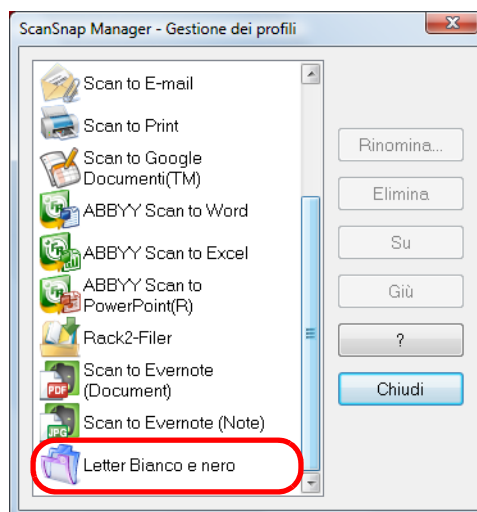 ScanSnap Manager - Gestione dei profili
Scan to E-mail
Scan to Print
Scan to Google
Documenti(TM)
ABBYY Scan to Word
ABBYY Scan to Excel
ABBYY Scan to
PowerPoint(R)
Rack2-Filer
Scan to Evernote
(Document)
PDF
Scan to Evernote (Note)
JPG
Letter Bianco e nero
Rinomina...
Elimina
Su
Giù
?
Chiudi